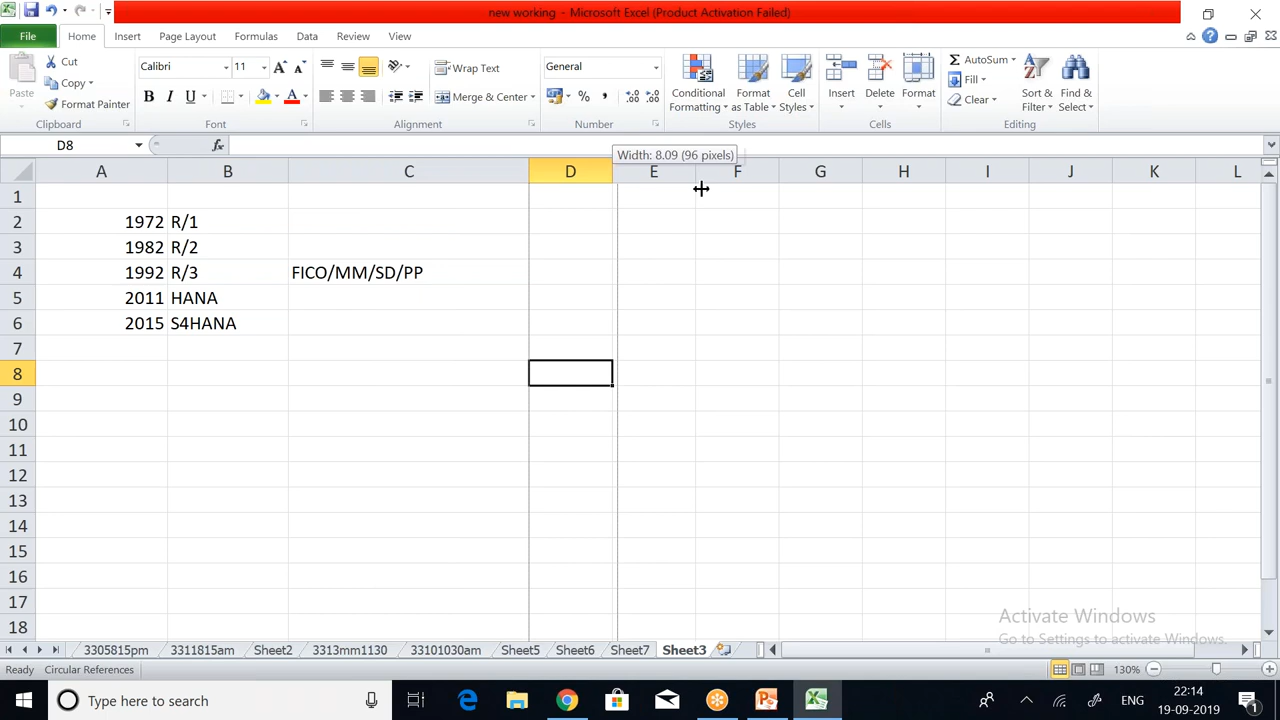 new working - Microsoft Excel (Product Activation Failed)
File Home Insert Page Layout Formulas Data Review View
Paste
Cut
Copy
Format Painter
Clipboard
Calibri 11
Font
Wrap Text
Merge & Center
Alignment
General
Number
Conditional Formatting
Format as Table
Cell Styles
Styles
Insert
Delete
Format
Cells
AutoSum
Fill
Clear
Sort & Filter
Find & Select
Editing
D8 fx
Width: 8.09 (96 pixels)
A B C D E F G H I J K L
1
2 1972 R/1
3 1982 R/2
4 1992 R/3 FICO/MM/SD/PP
5 2011 HANA
6 2015 S4HANA
7
8
9
10
11
12
13
14
15
16
17
18
Activate Windows
Go to Settings to activate Windows.
3305815pm 3311815am Sheet2 3313mm1130 33101030am Sheet5 Sheet6 Sheet7 Sheet3
Ready Circular References 130%
Type here to search
ENG
22:14
19-09-2019
1